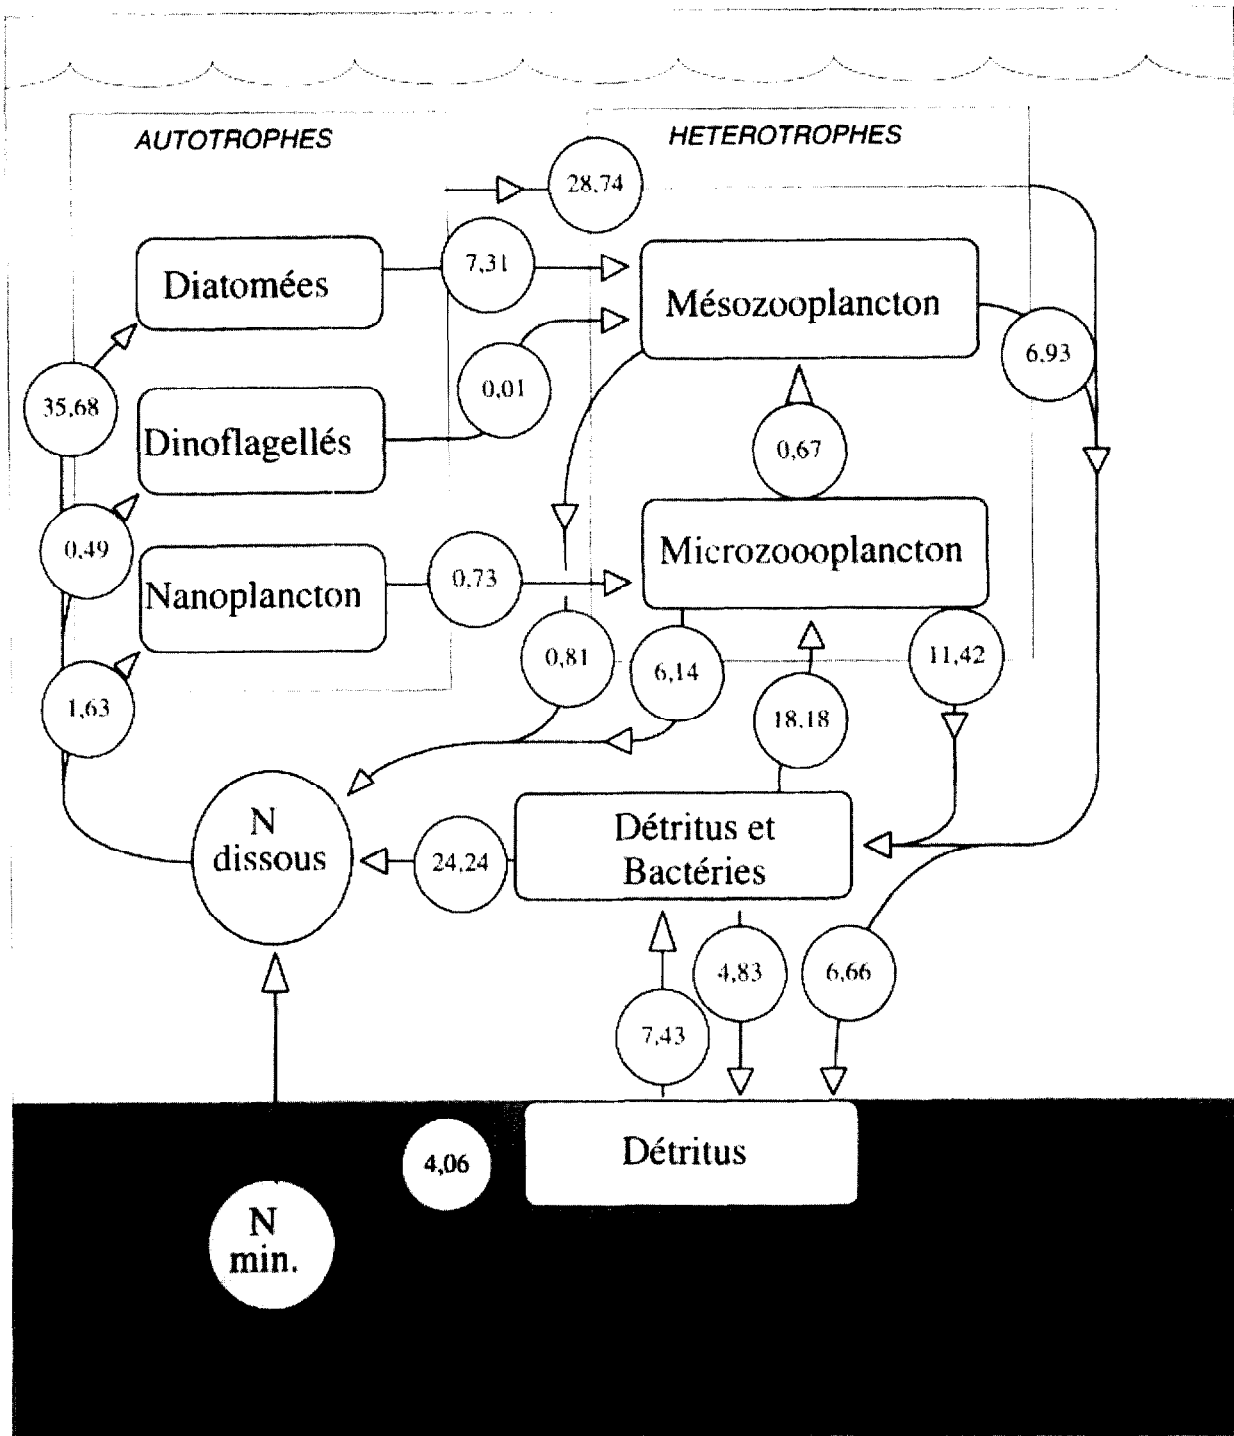 AUTOTROPHES
HETEROTROPHES
28,74
Diatomées
7,31
Mésozooplancton
6,93
35,68
0,01
Dinoflagellés
0,67
0,49
Nanoplancton
0,73
Microzoooplancton
1,63
0,81
6,14
11,42
18,18
N
dissous
24,24
Détritus et
Bactéries
7,43
4,83
6,66
4,06
Détritus
N
min.